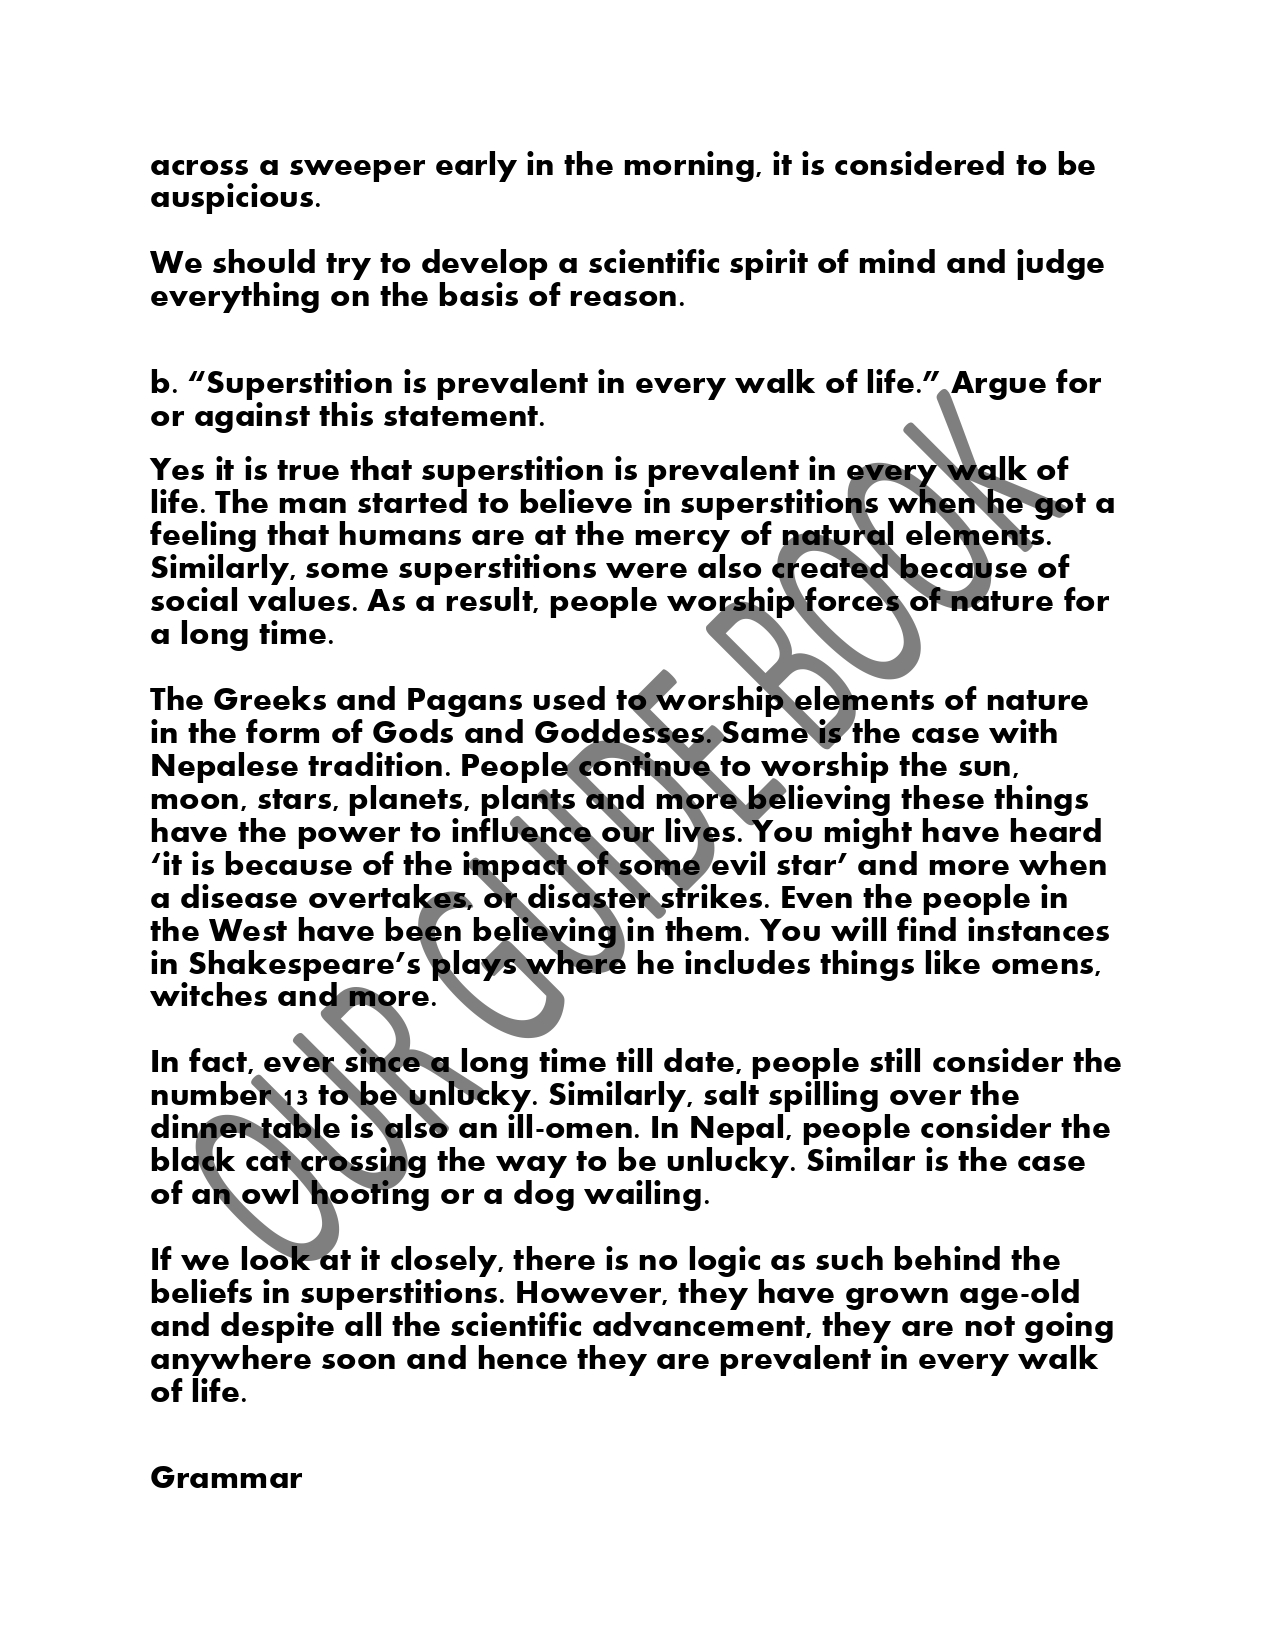 across a sweeper early in the morning, it is considered to be
auspicious.
We should try to develop a scientific spirit of mind and judge
everything on the basis of reason.
b. “Superstition is prevalent in every walk of life.” Argue for
or against this statement.
Yes it is true that superstition is prevalent in every walk of
life. The man started to believe in superstitions when he got a
feeling that humans are at the mercy of natural elements.
Similarly, some superstitions were also created because of
social values. As a result, people worship forces of nature for
a long time.
The Greeks and Pagans used to worship elements of nature
in the form of Gods and Goddesses. Same is the case with
Nepalese tradition. People continue to worship the sun,
moon, stars, planets, plants and more believing these things
have the power to influence our lives. You might have heard
‘it is because of the impact of some evil star’ and more when
a disease overtakes, or disaster strikes. Even the people in
the West have been believing in them. You will find instances
in Shakespeare’s plays where he includes things like omens,
witches and more.
In fact, ever since a long time till date, people still consider the
number 13 to be unlucky. Similarly, salt spilling over the
dinner table is also an ill-omen. In Nepal, people consider the
black cat crossing the way to be unlucky. Similar is the case
of an owl hooting or a dog wailing.
If we look at it closely, there is no logic as such behind the
beliefs in superstitions. However, they have grown age-old
and despite all the scientific advancement, they are not going
anywhere soon and hence they are prevalent in every walk
of life.
Grammar
OUR GUIDE BOOK